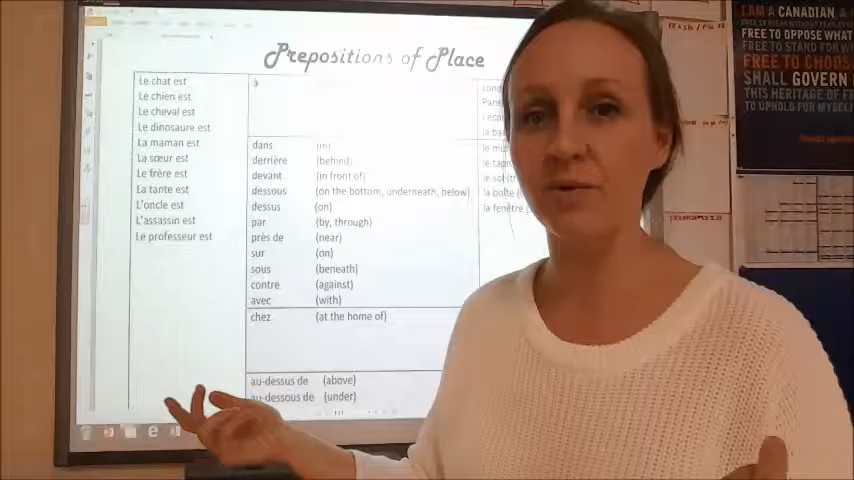 Prepositions of Place
Le chat est
Le chien est
Le cheval est
Le dinosaure est
La maman est
La sœur est
Le frère est
La tante est
L'oncle est
L'assassin est
Le professeur est
à
dans (in)
derrière (behind)
devant (in front of)
dessous (on the bottom, underneath, below)
dessus (on)
par (by, through)
près de (near)
sur (on)
sous (beneath)
contre (against)
avec (with)
chez (at the home of)
au-dessus de (above)
au-dessous de (under)
le sol
la boîte
la fenêtre
I AM A CANADIAN,
FREE TO OPPOSE WHAT
FREE TO STAND FOR
FREE TO CHOOSE
SHALL GOVERN
THIS HERITAGE OF
TO UPHOLD FOR MYSELF